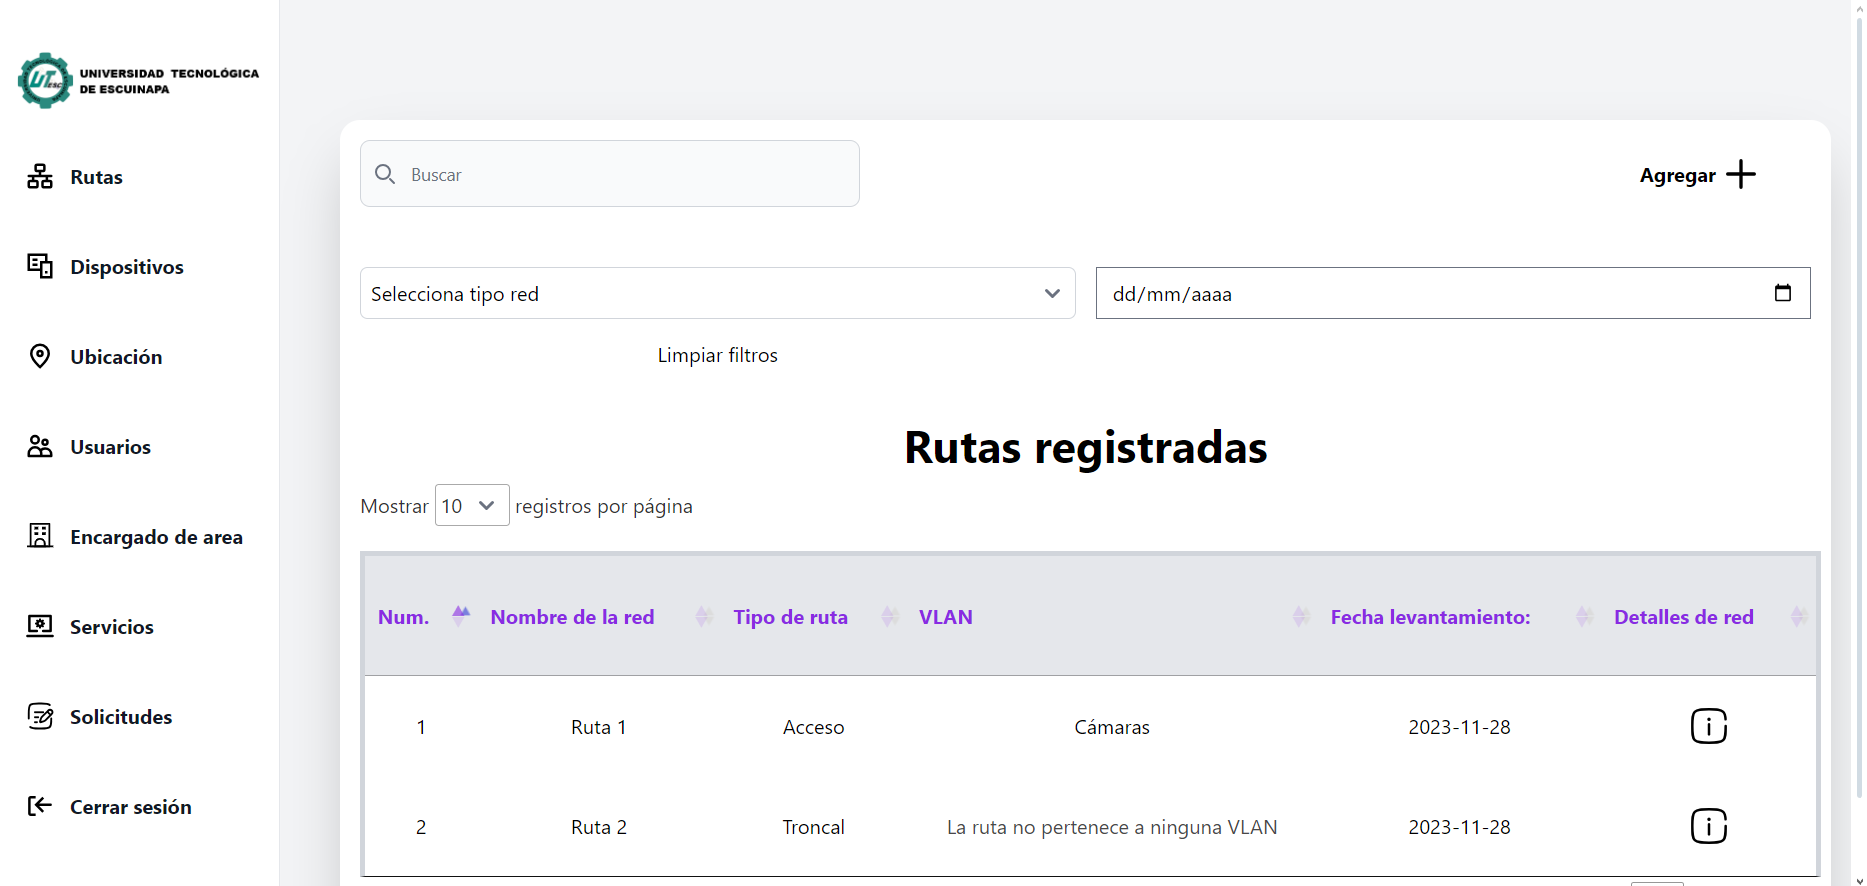 UNIVERSIDAD TECNOLÓGICA
DE ESCUINAPA
Rutas
Dispositivos
Ubicación
Usuarios
Encargado de area
Servicios
Solicitudes
Cerrar sesión
Buscar
Agregar
Selecciona tipo red
dd/mm/aaaa
Limpiar filtros
Rutas registradas
Mostrar 10 registros por página
Num. Nombre de la red Tipo de ruta VLAN Fecha levantamiento: Detalles de red
1 Ruta 1 Acceso Cámaras 2023-11-28
2 Ruta 2 Troncal La ruta no pertenece a ninguna VLAN 2023-11-28